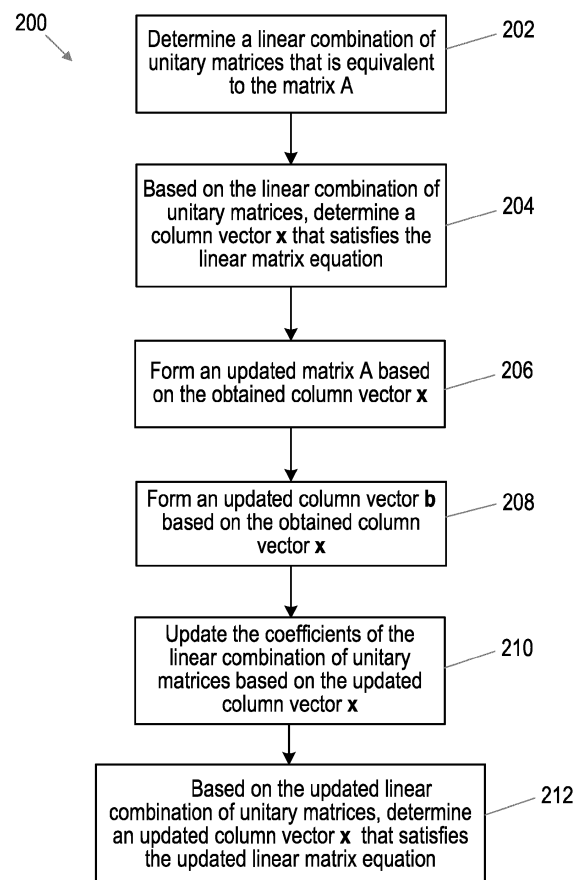 200
Determine a linear combination of
unitary matrices that is equivalent
to the matrix A
202
Based on the linear combination of
unitary matrices, determine a
column vector x that satisfies the
linear matrix equation
204
Form an updated matrix A based
on the obtained column vector x
206
Form an updated column vector b
based on the obtained column
vector x
208
Update the coefficients of the
linear combination of unitary
matrices based on the updated
column vector x
210
Based on the updated linear
combination of unitary matrices, determine
an updated column vector x that satisfies
the updated linear matrix equation
212